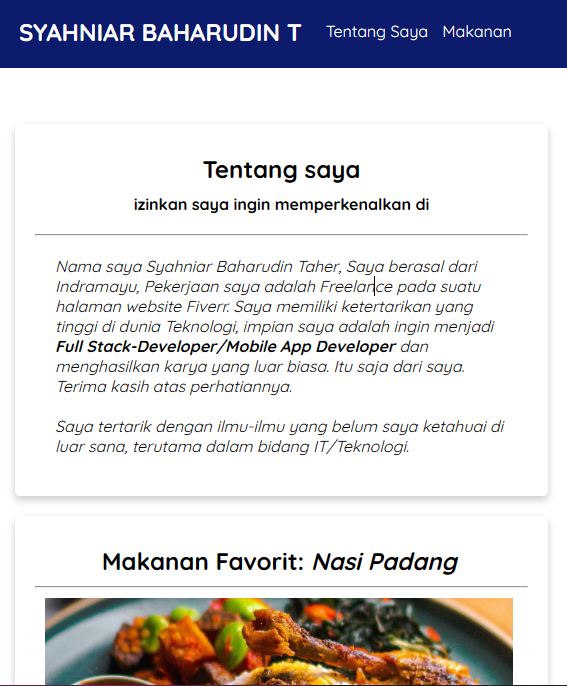 SYAHNIAR BAHARUDIN T Tentang Saya Makanan
Tentang saya
izinkan saya ingin memperkenalkan di
Nama saya Syahniar Baharudin Taher, Saya berasal dari
Indramayu, Pekerjaan saya adalah Freelance pada suatu
halaman website Fiverr. Saya memiliki ketertarikan yang
tinggi di dunia Teknologi, impian saya adalah ingin menjadi
Full Stack-Developer/Mobile App Developer dan
menghasilkan karya yang luar biasa. Itu saja dari saya.
Terima kasih atas perhatiannya.
Saya tertarik dengan ilmu-ilmu yang belum saya ketahuai di
luar sana, terutama dalam bidang IT/Teknologi.
Makanan Favorit: Nasi Padang